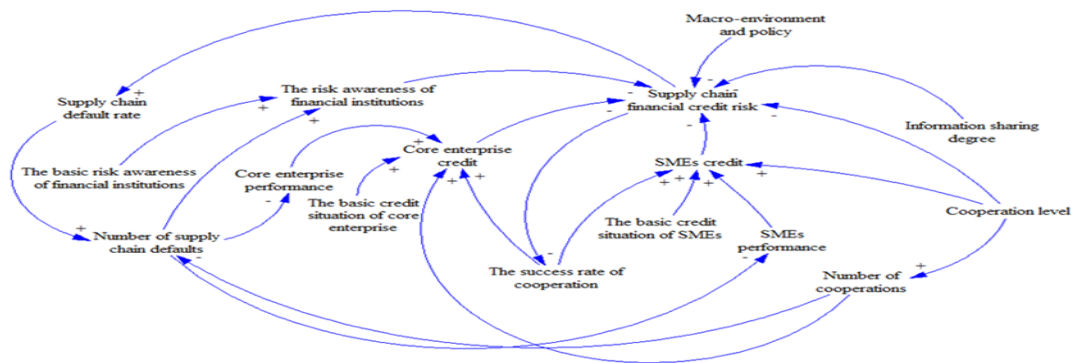 Macro-environment
and policy
The risk awareness of
financial institutions
Supply chain
default rate
Supply chain
financial credit risk
Information sharing
degree
The basic risk awareness
of financial institutions
Core enterprise
performance
Core enterprise
credit
SMEs credit
The basic credit
situation of core
enterprise
Cooperation level
Number of supply
chain defaults
The basic credit
situation of SMEs
SMEs
performance
The success rate of
cooperation
Number of
cooperations